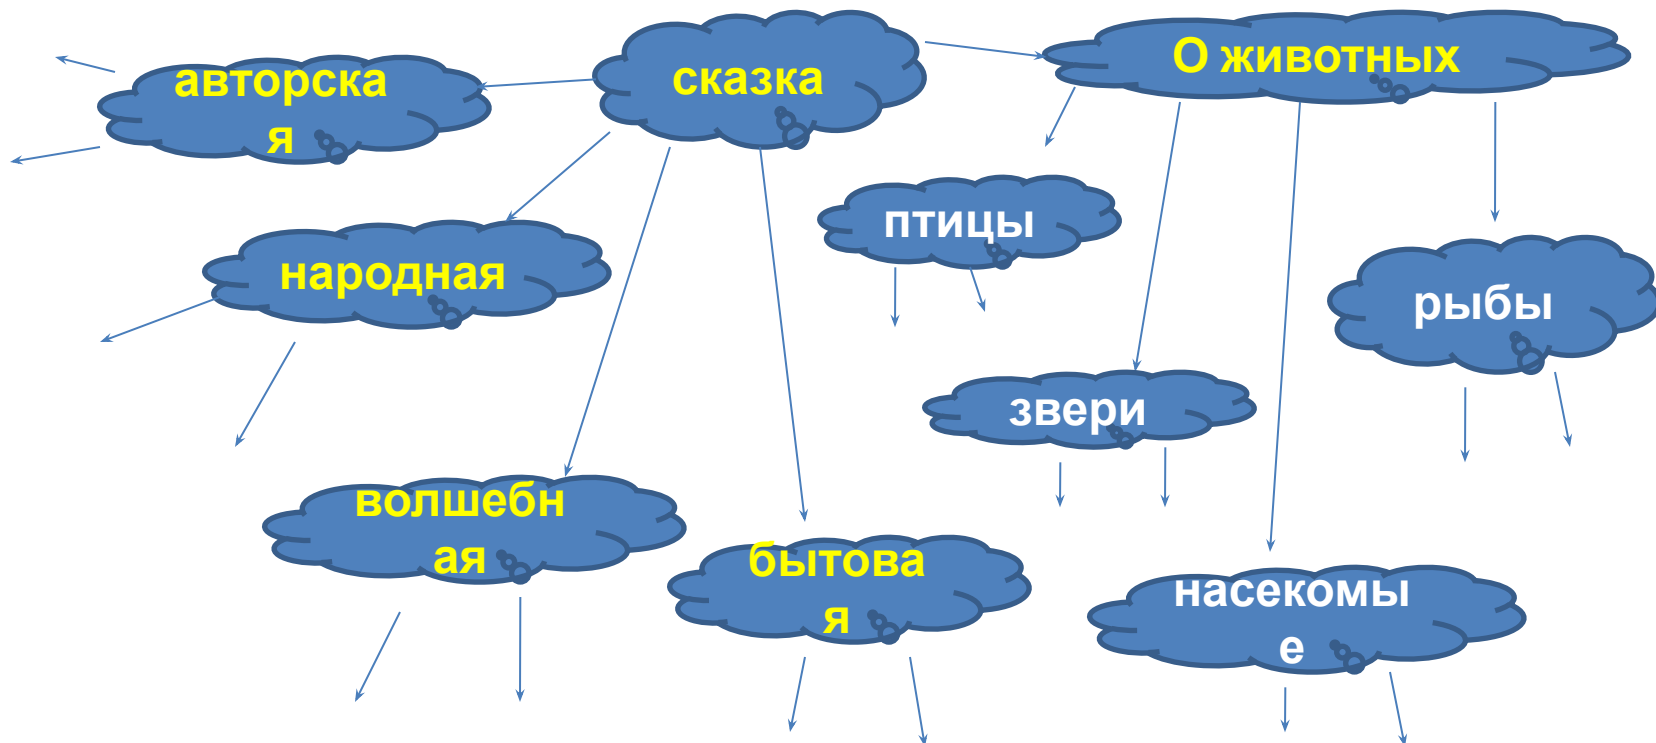 сказка
О животных
авторска
я
птицы
народная
рыбы
звери
волшебн
ая
бытова
я
насекомы
е